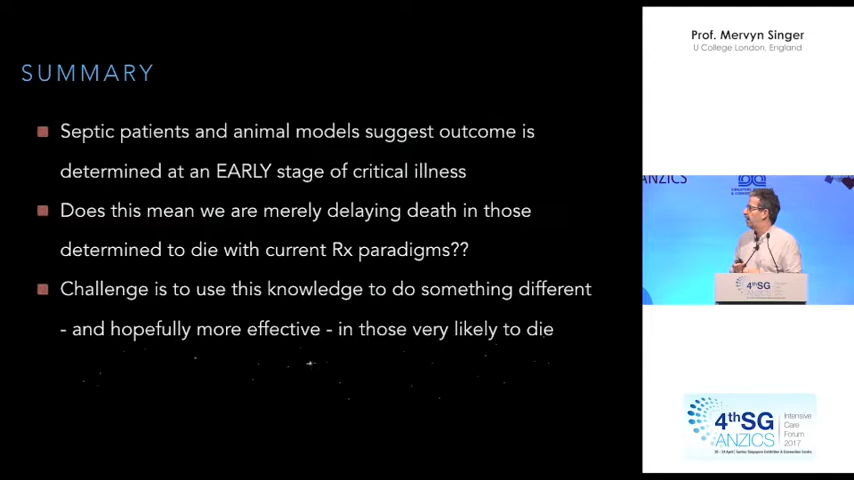 Prof. Mervyn Singer
U College London, England
SUMMARY
Septic patients and animal models suggest outcome is
determined at an EARLY stage of critical illness
Does this mean we are merely delaying death in those
determined to die with current Rx paradigms??
Challenge is to use this knowledge to do something different
- and hopefully more effective - in those very likely to die
ANZICS
4thSG
4thSG
ANZICS
Intensive
Care
Forum
2017